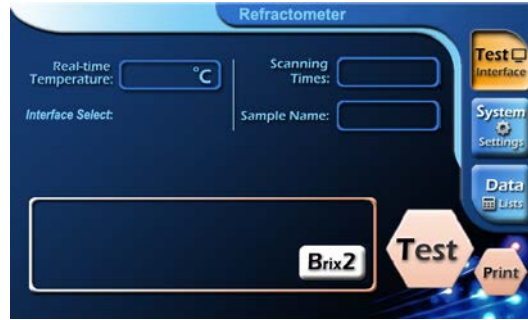 Refractometer
Real-time
Temperature:
°C
Scanning
Times:
Interface Select:
Sample Name:
Test
Interface
System
Settings
Data
Lists
Brix2
Test
Print